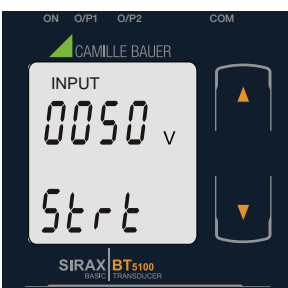 ON O/P1 O/P2 COM
CAMILLE BAUER
INPUT
0050 V
Strt
SIRAX BT5100
BASIC TRANSDUCER